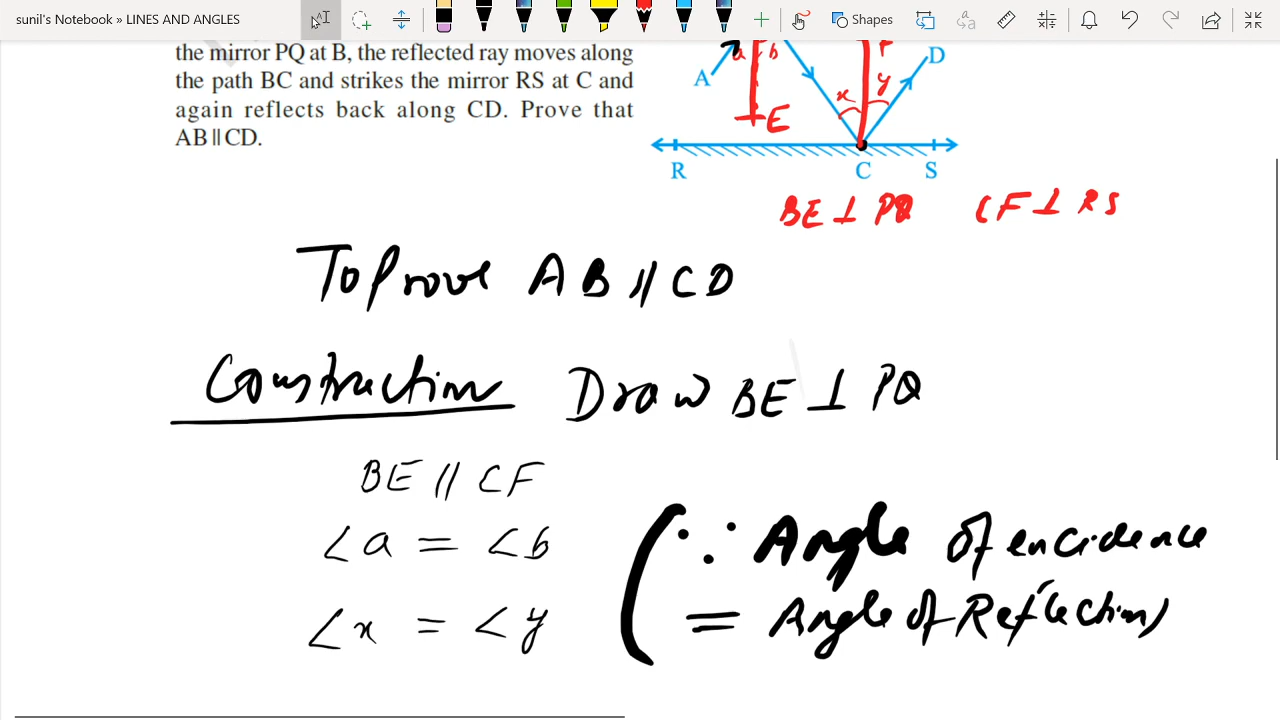 sunil's Notebook » LINES AND ANGLES
Shapes
the mirror PQ at B, the reflected ray moves along
the path BC and strikes the mirror RS at C and
again reflects back along CD. Prove that
AB || CD.
a b F
A x y D
E
R C S
BE ⊥ PQ CF ⊥ RS
To Prove AB // CD
Construction Draw BE ⊥ PQ
BE // CF
∠a = ∠b
∠x = ∠y
(∵ Angle of encidence
= Angle of Reflection)